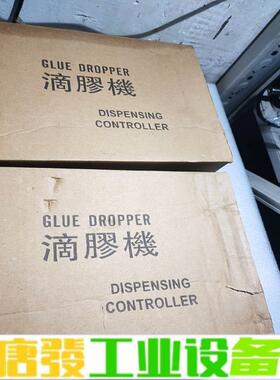 GLUE DROPPER
滴膠機
DISPENSING
CONTROLLER
GLUE DROPPER
滴膠機
DISPENSING
CONTROLLER
唐發工业设备